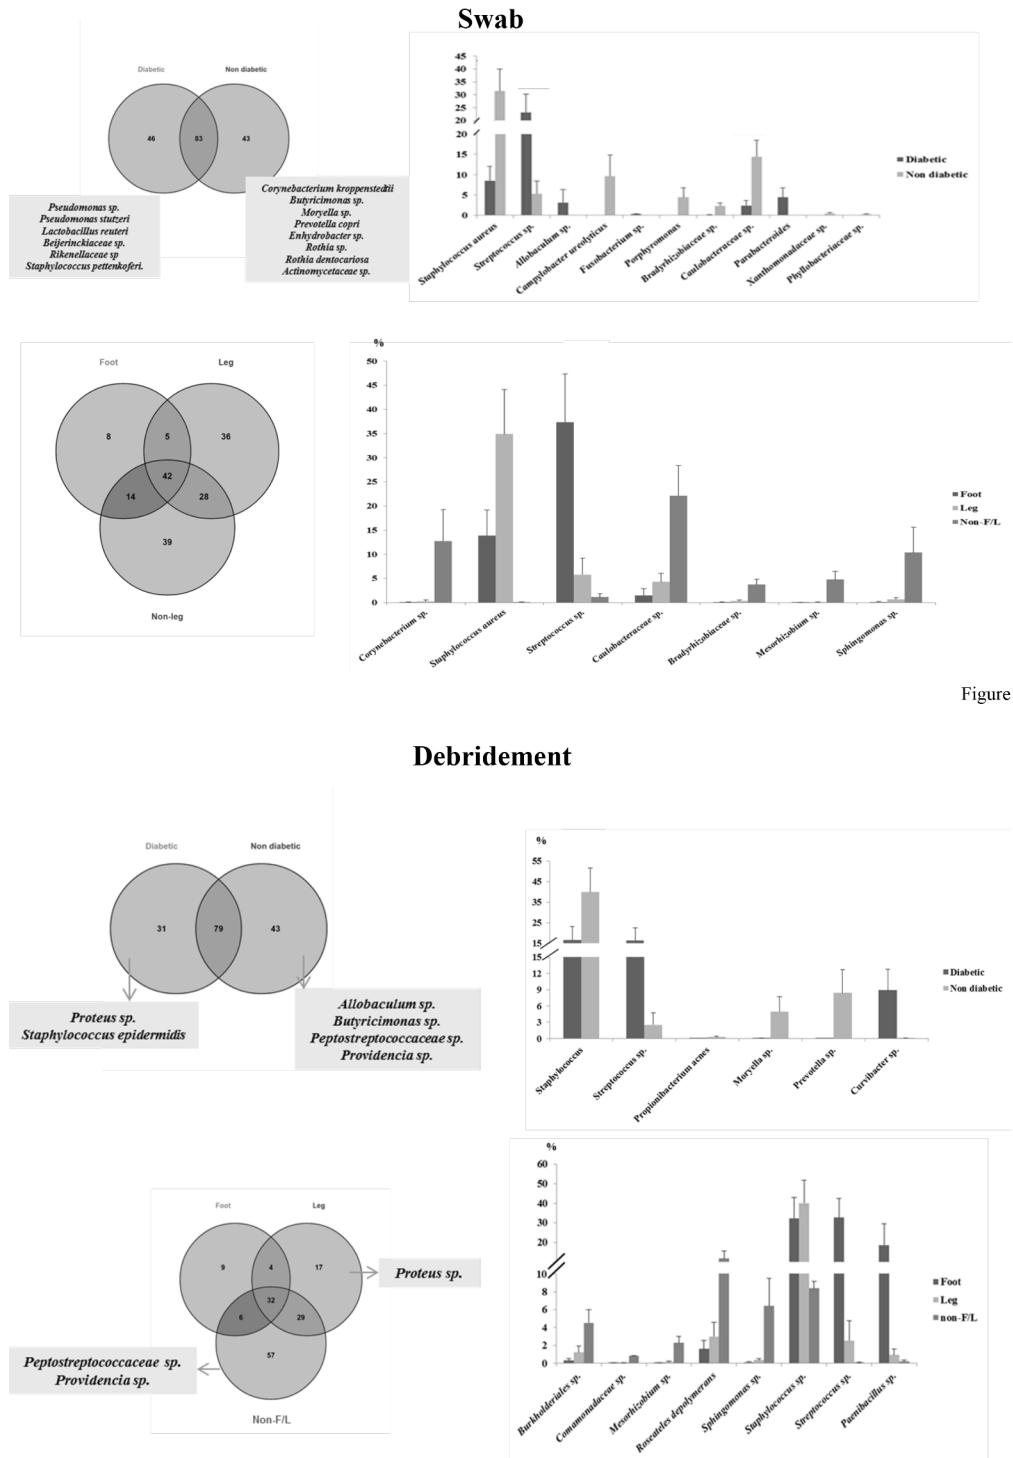 Swab
Diabetic
Non diabetic
46
83
43
Pseudomonas sp.
Pseudomonas stutzeri
Lactobacillus reuteri
Beijerinckiaceae sp.
Rikenellaceae sp
Staphylococcus pettenkoferi.
Corynebacterium kroppenstedtii
Butyricimonas sp.
Moryella sp.
Prevotella copri
Enhydrobacter sp.
Rothia sp.
Rothia dentocariosa
Actinomycetaceae sp.
45
40
35
30
25
20
20
15
10
5
0
Staphylococcus aureus
Streptococcus sp.
Allobaculum sp.
Campylobacter ureolyticus
Fusobacterium sp.
Porphyromonas
Bradyrhizobiaceae sp.
Caulobacteraceae sp.
Parabacteroides
Xanthomonadaceae sp.
Phyllobacteriaceae sp.
Diabetic
Non diabetic
Foot
Leg
8
5
36
42
14
28
39
Non-leg
%
50
45
40
35
30
25
20
15
10
5
0
Corynebacterium sp.
Staphylococcus aureus
Streptococcus sp.
Caulobacteraceae sp.
Bradyrhizobiaceae sp.
Mesorhizobium sp.
Sphingomonas sp.
Foot
Leg
Non-F/L
Figure
Debridement
Diabetic
Non diabetic
31
79
43
Proteus sp.
Staphylococcus epidermidis
Allobaculum sp.
Butyricimonas sp.
Peptostreptococcaceae sp.
Providencia sp.
%
55
45
35
25
15
15
12
9
6
3
0
Staphylococcus
Streptococcus sp.
Propionibacterium acnes
Moryella sp.
Prevotella sp.
Curvibacter sp.
Diabetic
Non diabetic
Foot
Leg
9
4
17
32
6
29
57
Non-F/L
Proteus sp.
Peptostreptococcaceae sp.
Providencia sp.
%
60
50
40
30
20
10
8
6
4
2
0
Burkholderiales sp.
Comamonadaceae sp.
Mesorhizobium sp.
Roseateles depolymerans
Sphingomonas sp.
Staphylococcus sp.
Streptococcus sp.
Paenibacillus sp.
Foot
Leg
non-F/L